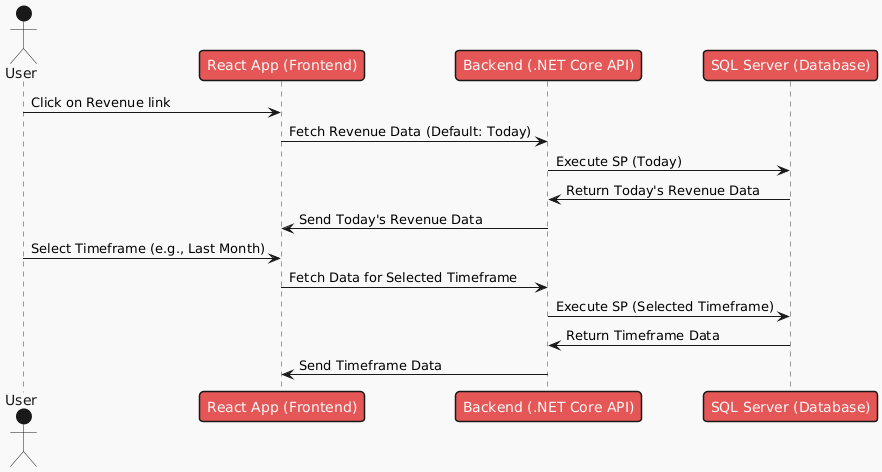 User
React App (Frontend)
Backend (.NET Core API)
SQL Server (Database)
Click on Revenue link
Fetch Revenue Data (Default: Today)
Execute SP (Today)
Return Today's Revenue Data
Send Today's Revenue Data
Select Timeframe (e.g., Last Month)
Fetch Data for Selected Timeframe
Execute SP (Selected Timeframe)
Return Timeframe Data
Send Timeframe Data
User
React App (Frontend)
Backend (.NET Core API)
SQL Server (Database)